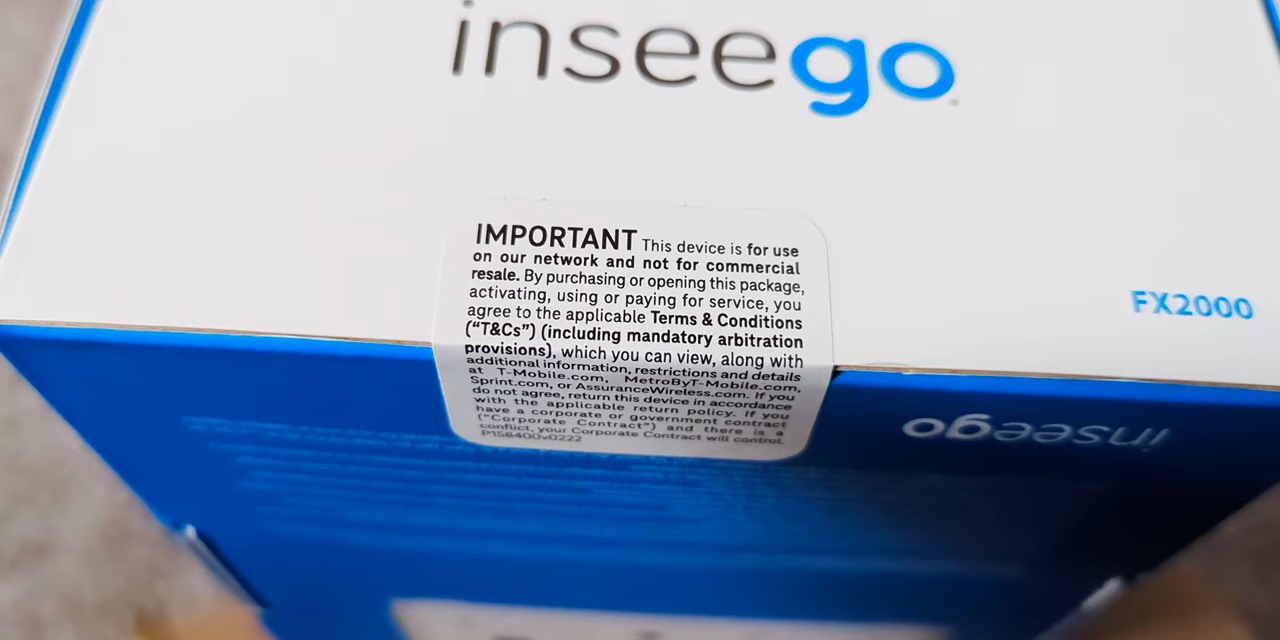 inseego
IMPORTANT This device is for use
on our network and not for commercial
resale. By purchasing or opening this package,
activating, using or paying for service, you
agree to the applicable Terms & Conditions
("T&Cs") (including mandatory arbitration
provisions), which you can view, along with
additional information, restrictions and details
at T-Mobile.com, MetroByT-Mobile.com,
Sprint.com, or AssuranceWireless.com. If you
do not agree, return this device in accordance
with the applicable return policy. If you
have a corporate or government contract
("Corporate Contract") and there is a
conflict, your Corporate Contract will control.
P158400v0222
FX2000
inseego